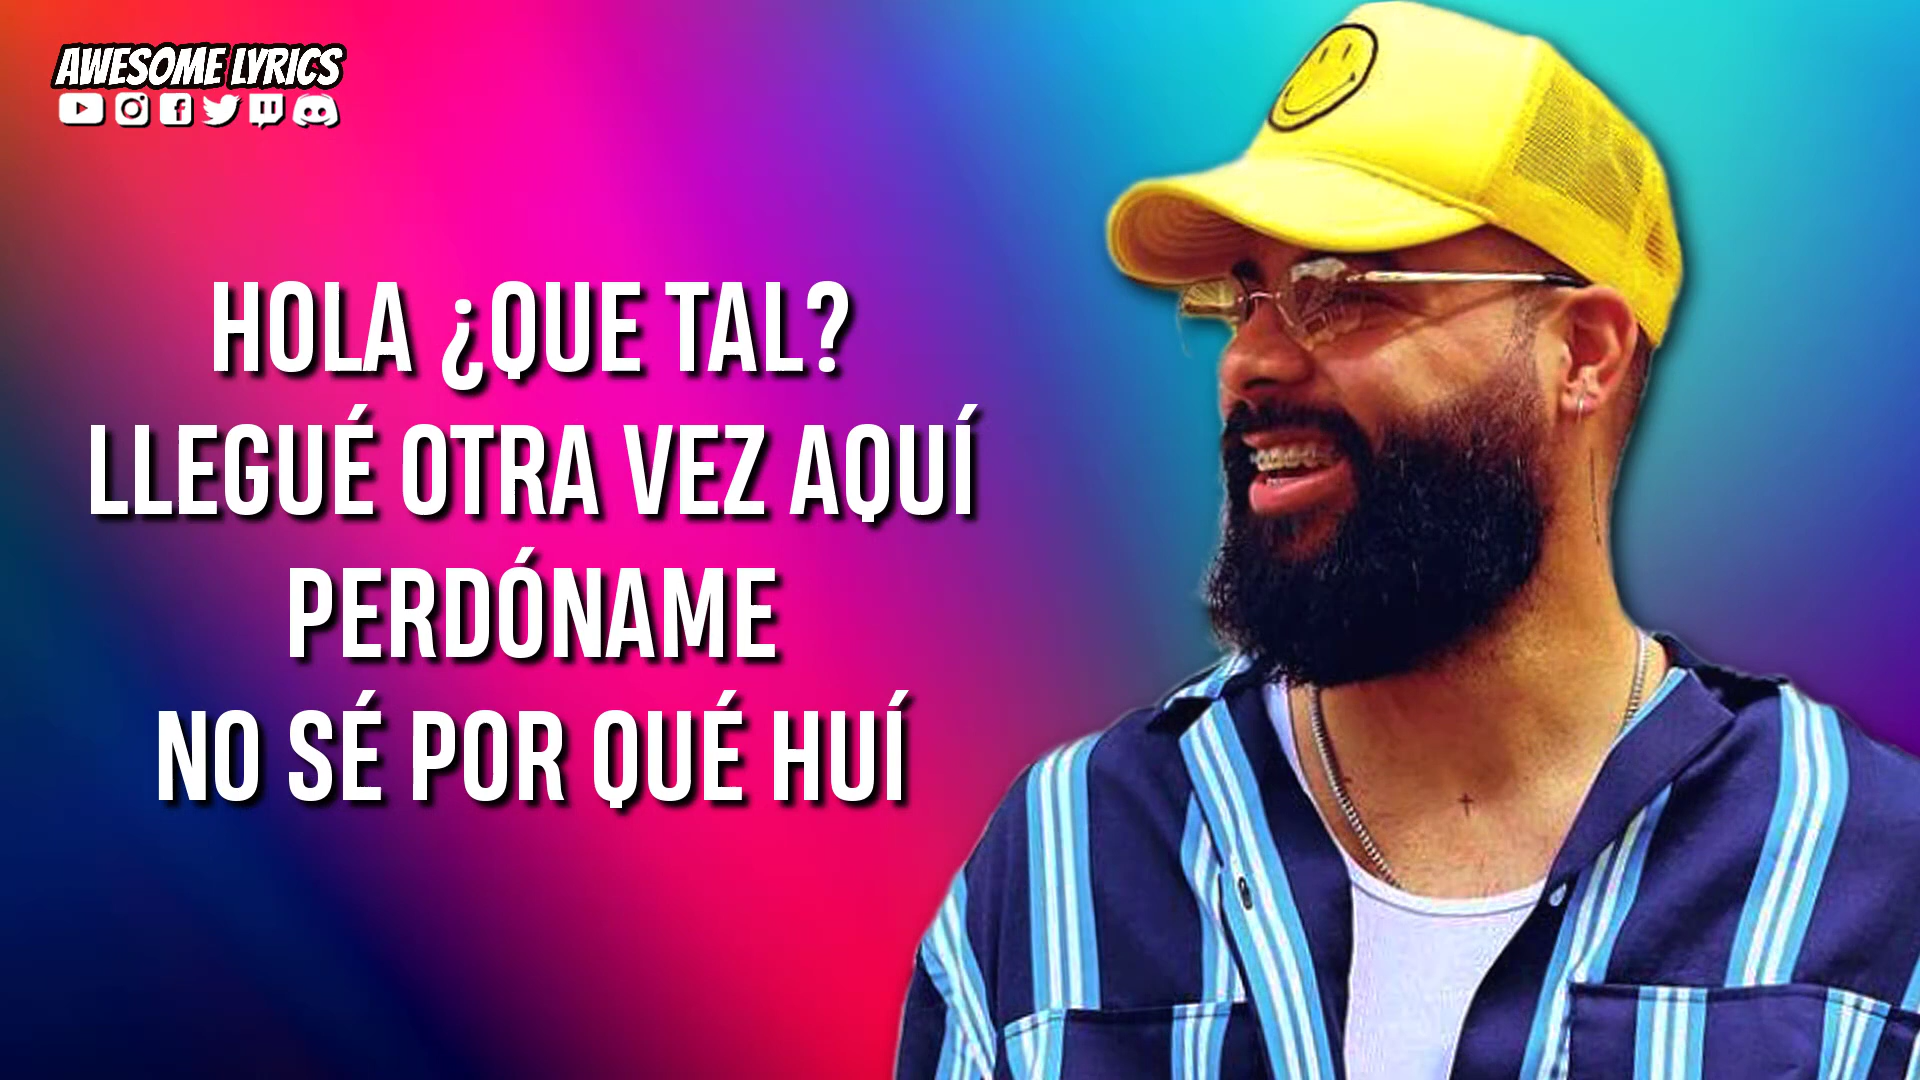 AWESOME LYRICS
HOLA ¿QUE TAL?
LLEGUÉ OTRA VEZ AQUÍ
PERDÓNAME
NO SÉ POR QUÉ HUÍ